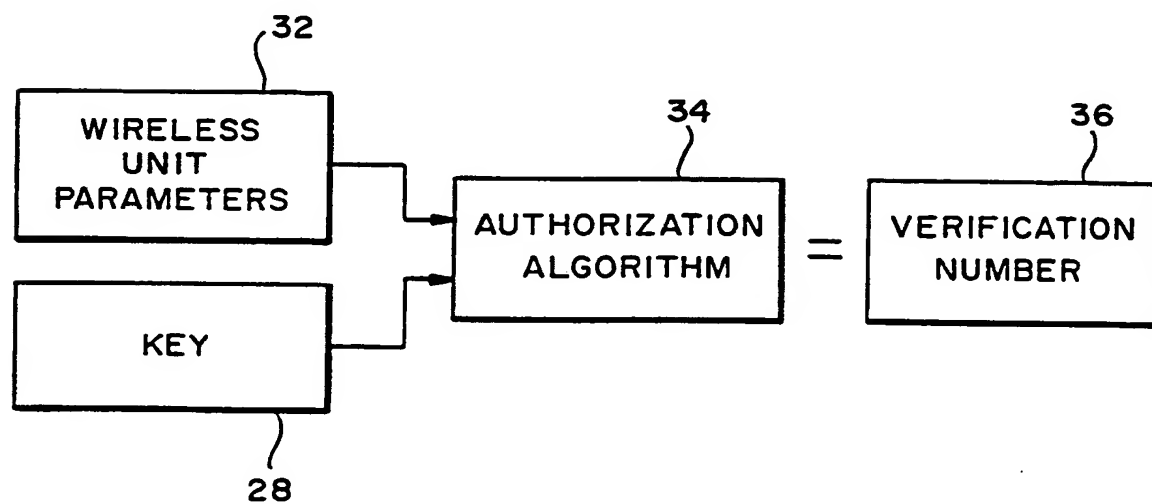 32
WIRELESS
UNIT
PARAMETERS
34
AUTHORIZATION
ALGORITHM
=
36
VERIFICATION
NUMBER
KEY
28